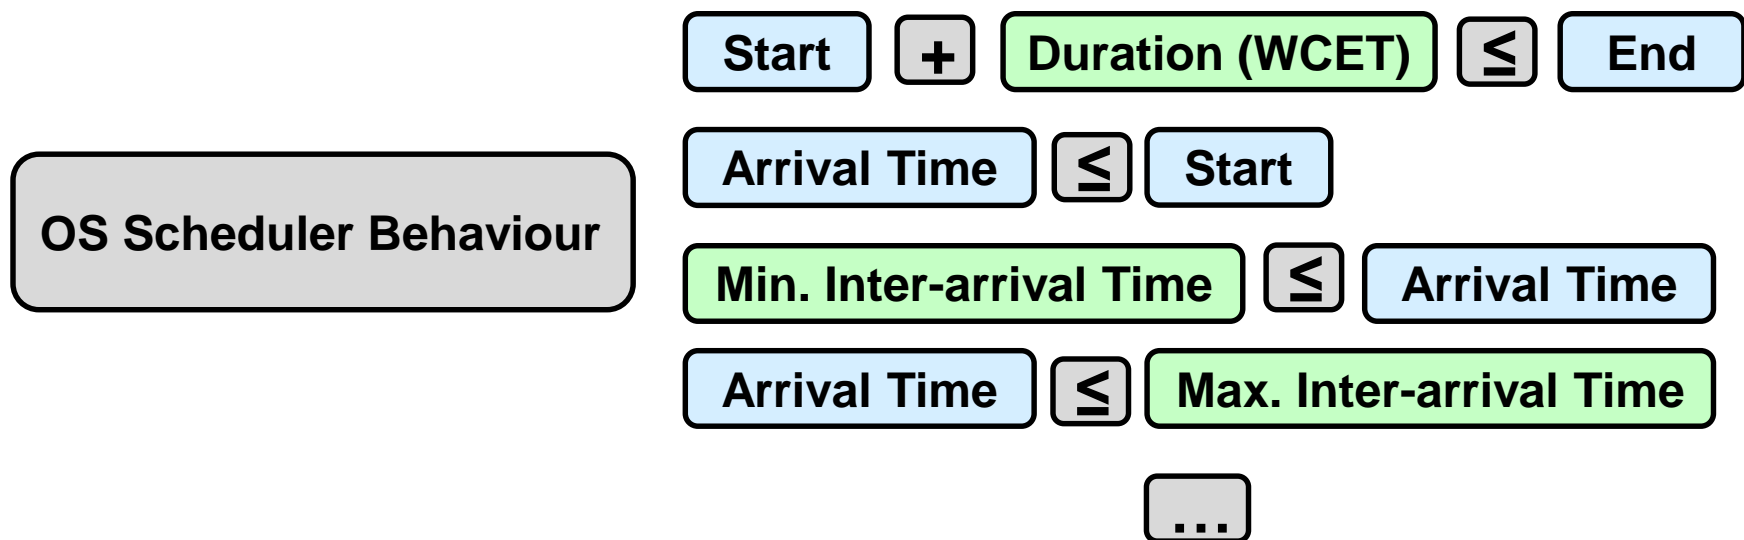 Start + Duration (WCET) ≤ End
Arrival Time ≤ Start
OS Scheduler Behaviour
Min. Inter-arrival Time ≤ Arrival Time
Arrival Time ≤ Max. Inter-arrival Time
...